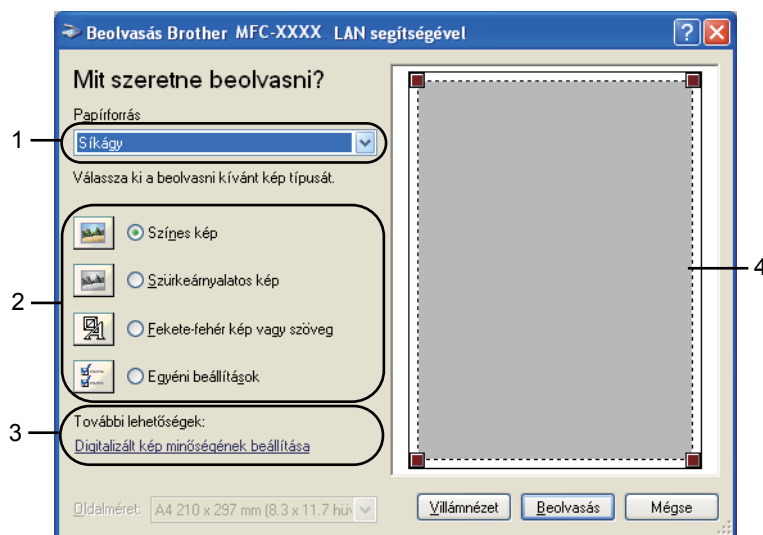 Beolvasás Brother MFC-XXXX LAN segítségével
Mit szeretne beolvasni?
Papírforrás
1
Síkágy
Válassza ki a beolvasni kívánt kép típusát.
2
Színes kép
Szürkeárnyalatos kép
Fekete-fehér kép vagy szöveg
Egyéni beállítások
3
További lehetőségek:
Digitalizált kép minőségének beállítása
4
Oldalméret: A4 210 x 297 mm (8.3 x 11.7 hüv
Villámnézet Beolvasás Mégse